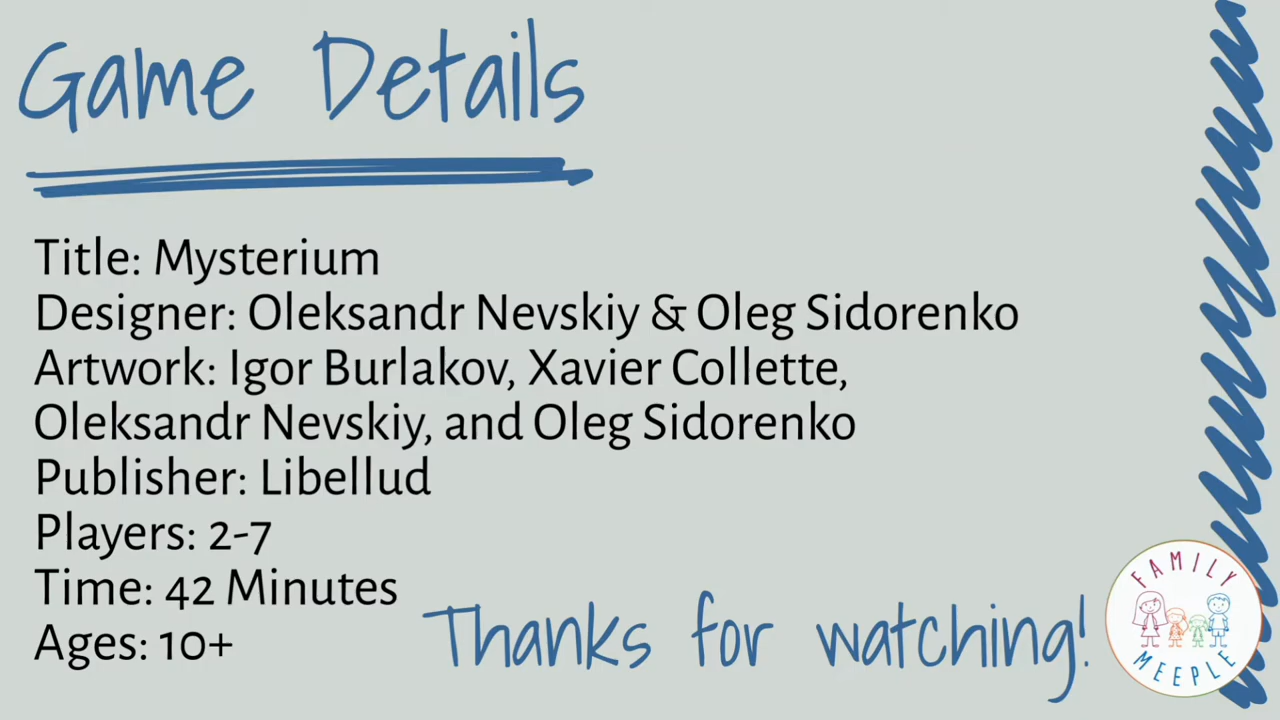 Game Details
Title: Mysterium
Designer: Oleksandr Nevskiy & Oleg Sidorenko
Artwork: Igor Burlakov, Xavier Collette,
Oleksandr Nevskiy, and Oleg Sidorenko
Publisher: Libellud
Players: 2-7
Time: 42 Minutes
Ages: 10+
Thanks for watching!
FAMILY
MEEPLE